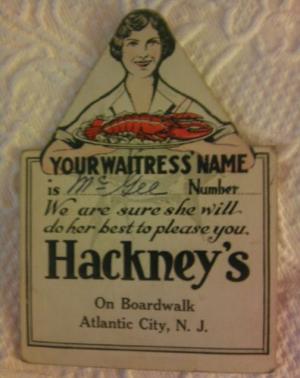 YOUR WAITRESS' NAME
is McGee Number
We are sure she will
do her best to please you.
Hackney's
On Boardwalk
Atlantic City, N. J.